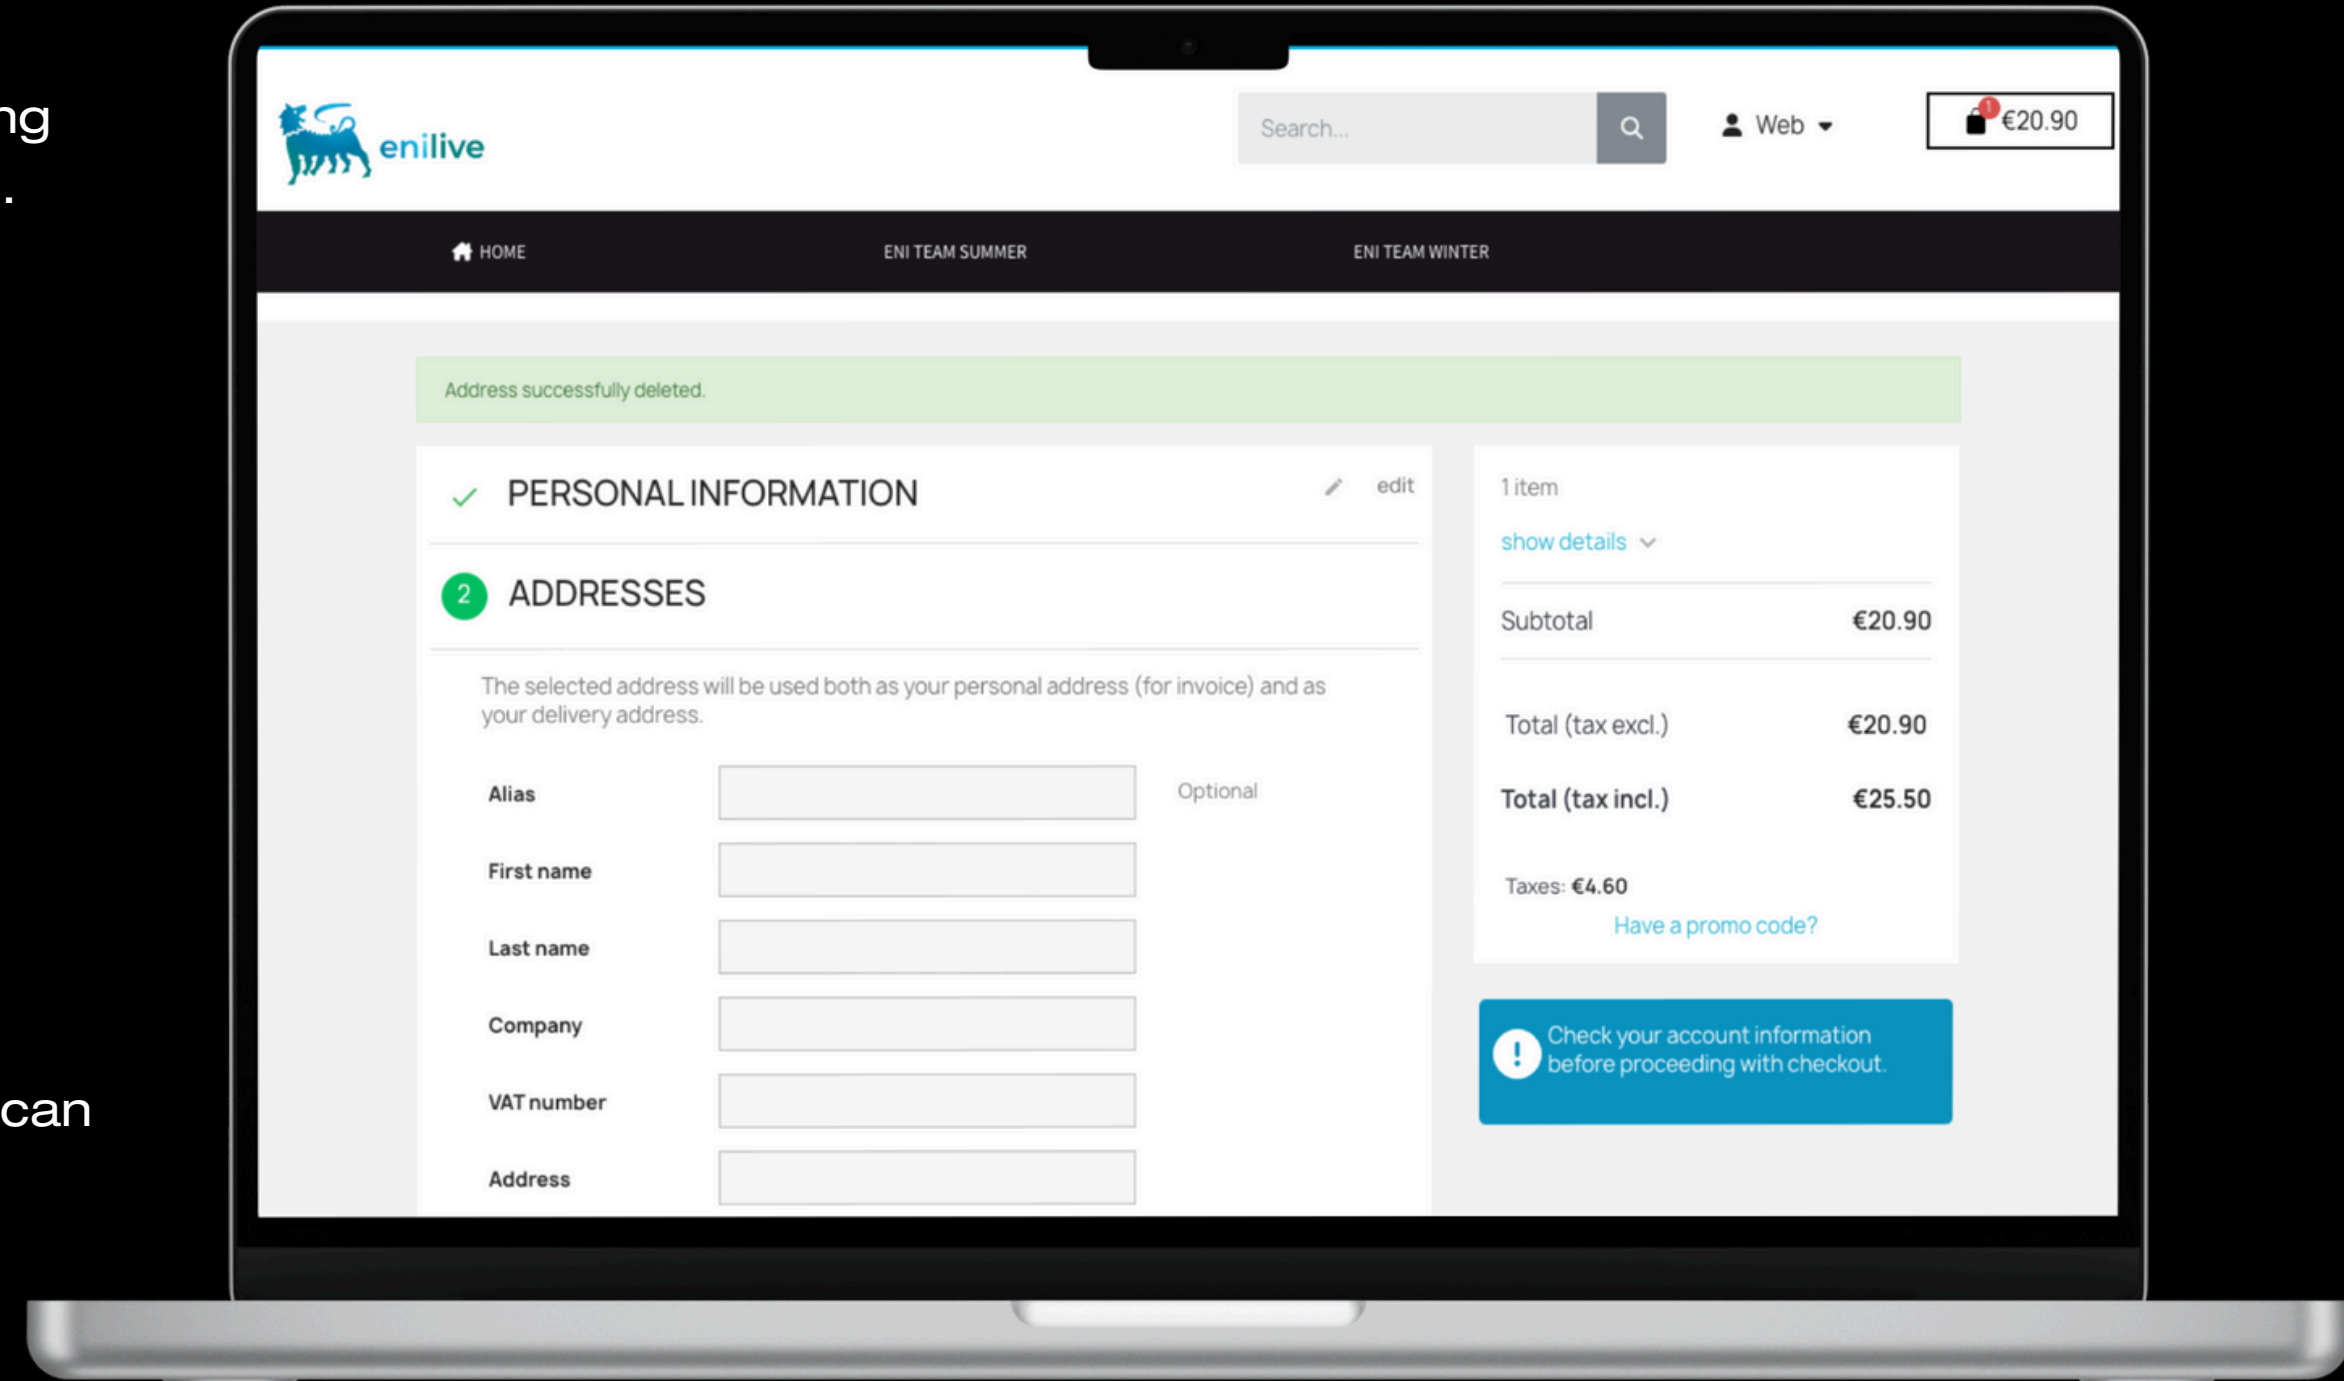 ng
.
can
enilive
Search...
Web
1
€20.90
HOME
ENI TEAM SUMMER
ENI TEAM WINTER
Address successfully deleted.
PERSONAL INFORMATION
edit
2
ADDRESSES
The selected address will be used both as your personal address (for invoice) and as
your delivery address.
Alias
Optional
First name
Last name
Company
VAT number
Address
1 item
show details
Subtotal
€20.90
Total (tax excl.)
€20.90
Total (tax incl.)
€25.50
Taxes: €4.60
Have a promo code?
!
Check your account information
before proceeding with checkout.